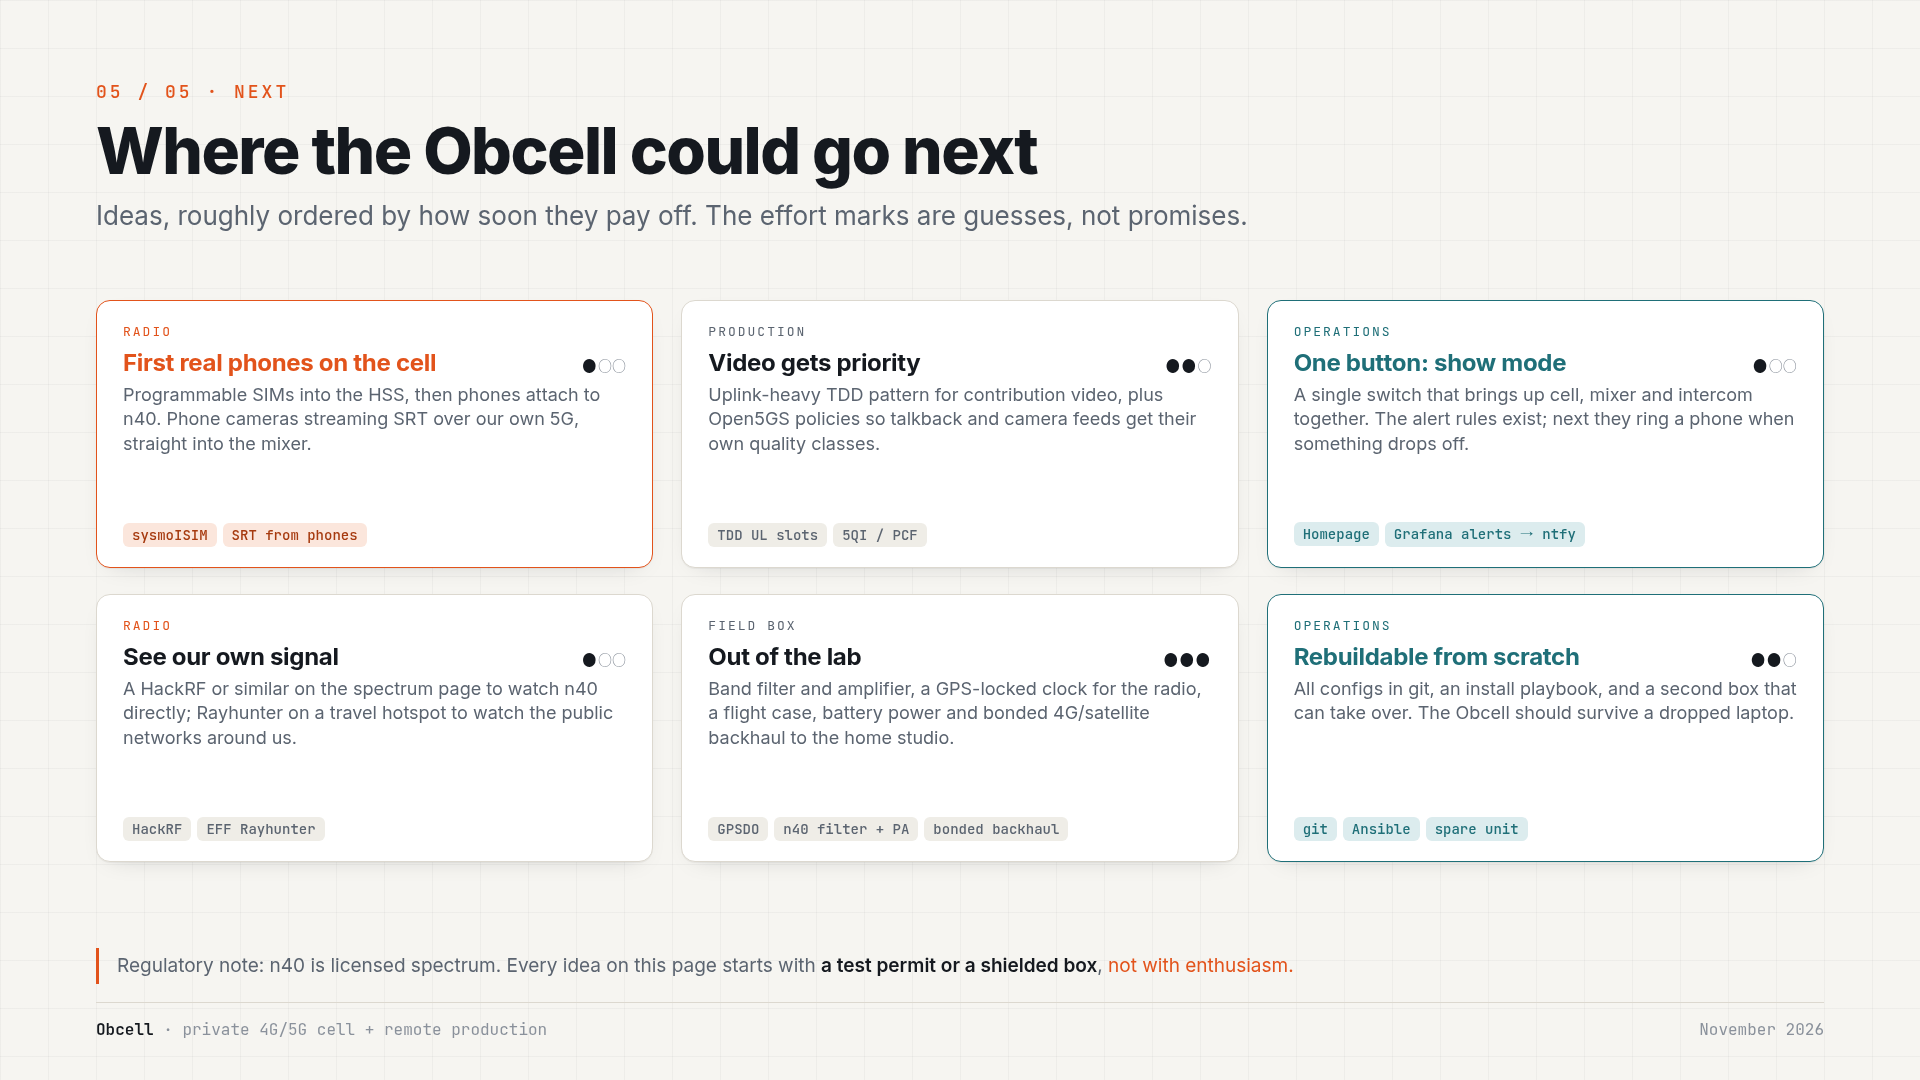 05 / 05 · NEXT
Where the Obcell could go next
Ideas, roughly ordered by how soon they pay off. The effort marks are guesses, not promises.
RADIO
First real phones on the cell ●○○
Programmable SIMs into the HSS, then phones attach to
n40. Phone cameras streaming SRT over our own 5G,
straight into the mixer.
sysmoISIM SRT from phones
PRODUCTION
Video gets priority ●●○
Uplink-heavy TDD pattern for contribution video, plus
Open5GS policies so talkback and camera feeds get their
own quality classes.
TDD UL slots 5QI / PCF
OPERATIONS
One button: show mode ●○○
A single switch that brings up cell, mixer and intercom
together. The alert rules exist; next they ring a phone when
something drops off.
Homepage Grafana alerts → ntfy
RADIO
See our own signal ●○○
A HackRF or similar on the spectrum page to watch n40
directly; Rayhunter on a travel hotspot to watch the public
networks around us.
HackRF EFF Rayhunter
FIELD BOX
Out of the lab ●●●
Band filter and amplifier, a GPS-locked clock for the radio,
a flight case, battery power and bonded 4G/satellite
backhaul to the home studio.
GPSDO n40 filter + PA bonded backhaul
OPERATIONS
Rebuildable from scratch ●●○
All configs in git, an install playbook, and a second box that
can take over. The Obcell should survive a dropped laptop.
git Ansible spare unit
Regulatory note: n40 is licensed spectrum. Every idea on this page starts with a test permit or a shielded box, not with enthusiasm.
Obcell · private 4G/5G cell + remote production
November 2026